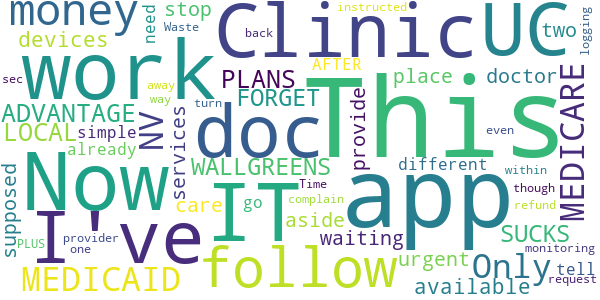 money
stop
need
back
Waste
devices
work
ADVANTAGE
LOCAL
simple
already
supposed
Now
NV
services
I've
PLUS
provider
one
MEDICAID
Clinic
UC
two
instructed
AFTER
PLANS
place
doctor
FORGET
doc
provide
This
logging
MEDICARE
away
way
sec
turn
even
WALLGREENS
different
within
IT
app
Time
though
care
go
complain
refund
aside
waiting
SUCKS
follow
urgent
Only
tell
monitoring
available
request